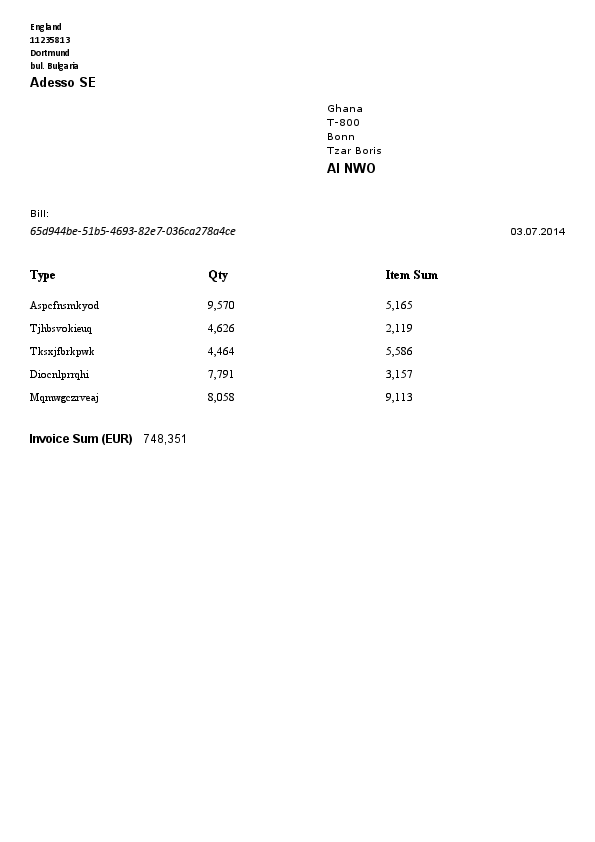 England
11235813
Dortmund
bul. Bulgaria
Adesso SE
Ghana
T-800
Bonn
Tzar Boris
AI NWO
Bill:
65d944be-51b5-4693-82e7-036ca278a4ce 03.07.2014
Type Qty Item Sum
Aspcfnsmkyod 9,570 5,165
Tjhbsvokieuq 4,626 2,119
Tksxjfbrkpwk 4,464 5,586
Diocnlprrqhi 7,791 3,157
Mqmwgczrveaj 8,058 9,113
Invoice Sum (EUR) 748,351